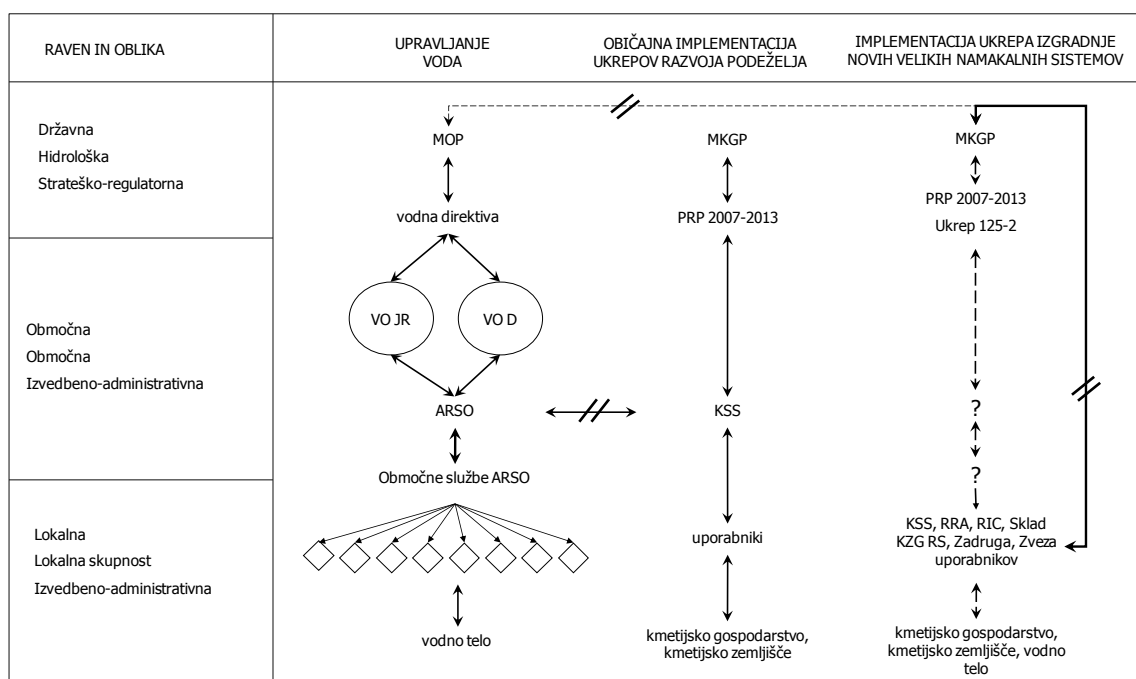 RAVEN IN OBLIKA
UPRAVLJANJE
VODA
OBIČAJNA IMPLEMENTACIJA
UKREPOV RAZVOJA PODEŽELJA
IMPLEMENTACIJA UKREPA IZGRADNJE
NOVIH VELIKIH NAMAKALNIH SISTEMOV
Državna
Hidrološka
Strateško-regulatorna
MOP
MKGP
MKGP
vodna direktiva
PRP 2007-2013
PRP 2007-2013
Ukrep 125-2
Območna
Območna
Izvedbeno-administrativna
VO JR
VO D
ARSO
KSS
?
Območne službe ARSO
?
Lokalna
Lokalna skupnost
Izvedbeno-administrativna
uporabniki
KSS, RRA, RIC, Sklad
KZG RS, Zadruga, Zveza
uporabnikov
vodno telo
kmetijsko gospodarstvo,
kmetijsko zemljišče
kmetijsko gospodarstvo,
kmetijsko zemljišče, vodno
telo